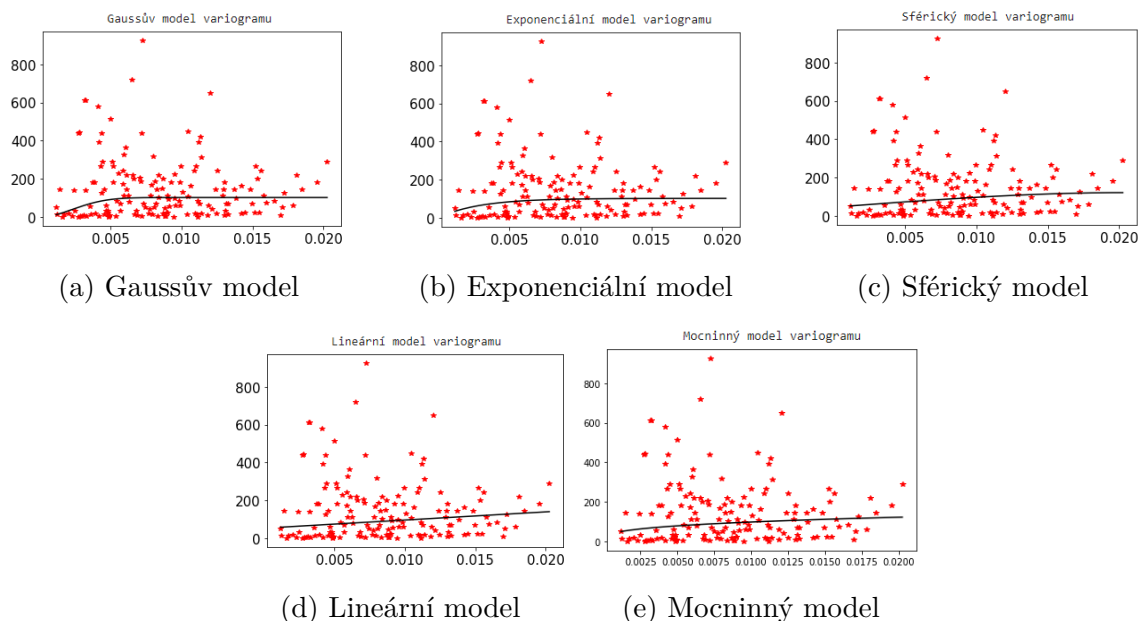 Gaussův model variogramu
800
600
400
200
0
0.005 0.010 0.015 0.020
(a) Gaussův model
Exponenciální model variogramu
800
600
400
200
0
0.005 0.010 0.015 0.020
(b) Exponenciální model
Sférický model variogramu
800
600
400
200
0
0.005 0.010 0.015 0.020
(c) Sférický model
Lineární model variogramu
800
600
400
200
0
0.005 0.010 0.015 0.020
(d) Lineární model
Mocninný model variogramu
800
600
400
200
0
0.0025 0.0050 0.0075 0.0100 0.0125 0.0150 0.0175 0.0200
(e) Mocninný model